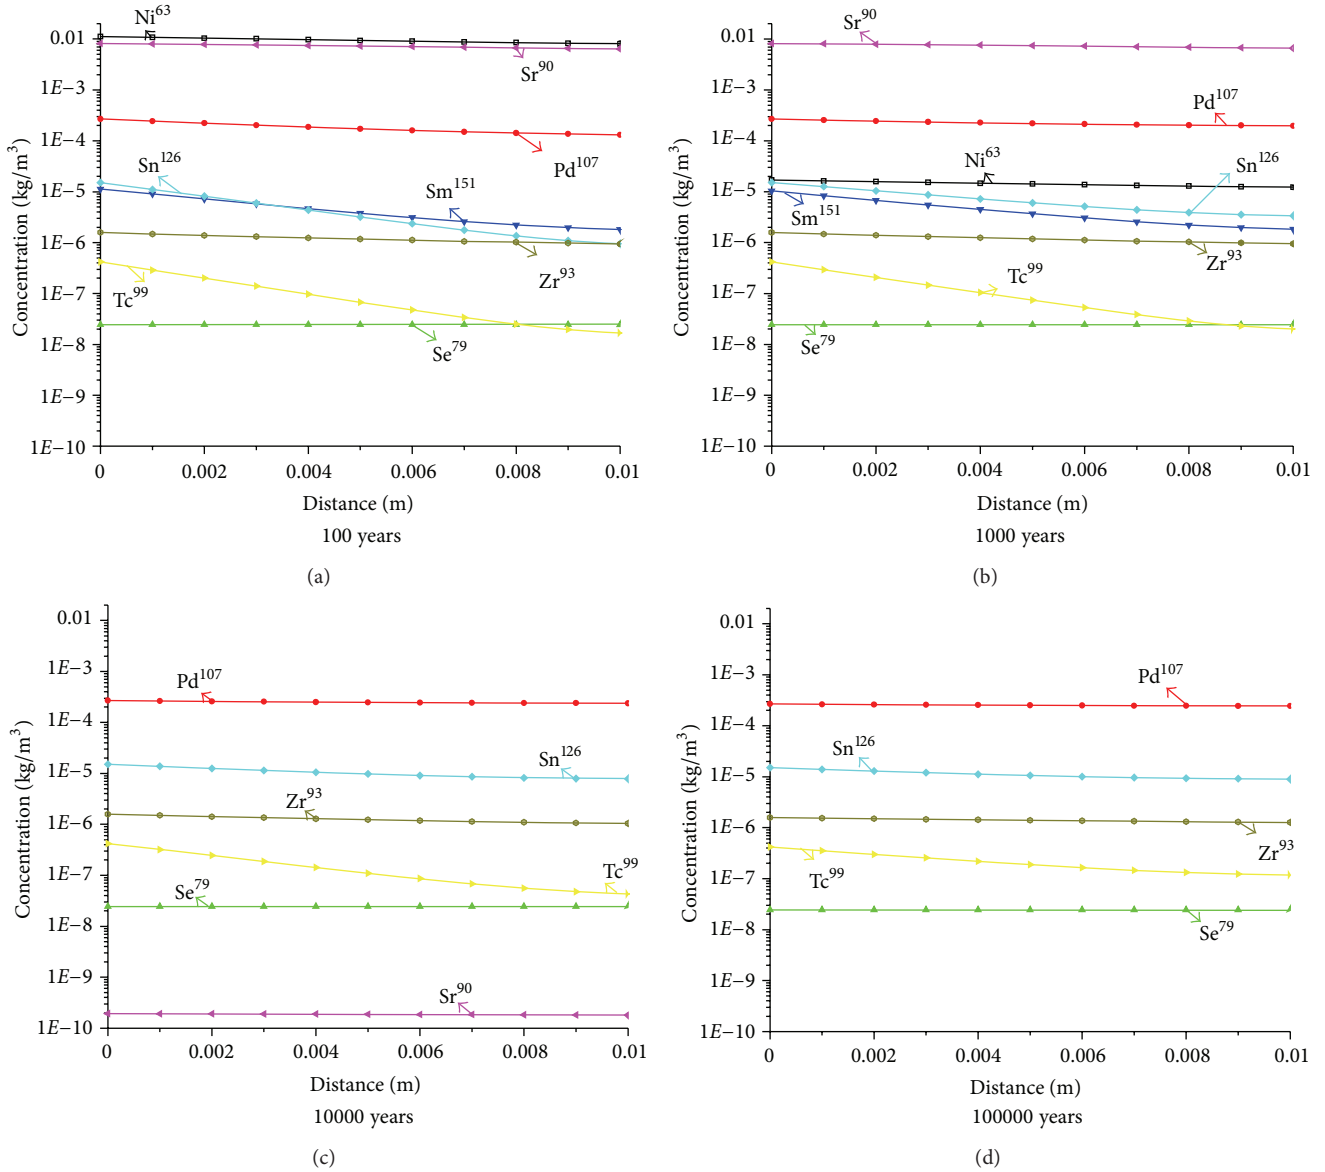 Ni63
0.01
Sr90
1E−3
Concentration (kg/m3)
1E−4
Pd107
Sn126
1E−5
Sm151
1E−6
Zr93
1E−7
Tc99
Se79
1E−8
1E−9
1E−10
0 0.002 0.004 0.006 0.008 0.01
Distance (m)
100 years
(a)
Sr90
0.01
1E−3
Pd107
Concentration (kg/m3)
1E−4
Ni63
Sn126
1E−5
Sm151
1E−6
Zr93
Tc99
1E−7
Se79
1E−8
1E−9
1E−10
0 0.002 0.004 0.006 0.008 0.01
Distance (m)
1000 years
(b)
0.01
1E−3
Pd107
Concentration (kg/m3)
1E−4
Sn126
1E−5
Zr93
1E−6
Tc99
1E−7
Se79
1E−8
1E−9
Sr90
1E−10
0 0.002 0.004 0.006 0.008 0.01
Distance (m)
10000 years
(c)
0.01
1E−3
Pd107
Concentration (kg/m3)
1E−4
Sn126
1E−5
1E−6
Zr93
Tc99
1E−7
Se79
1E−8
1E−9
1E−10
0 0.002 0.004 0.006 0.008 0.01
Distance (m)
100000 years
(d)